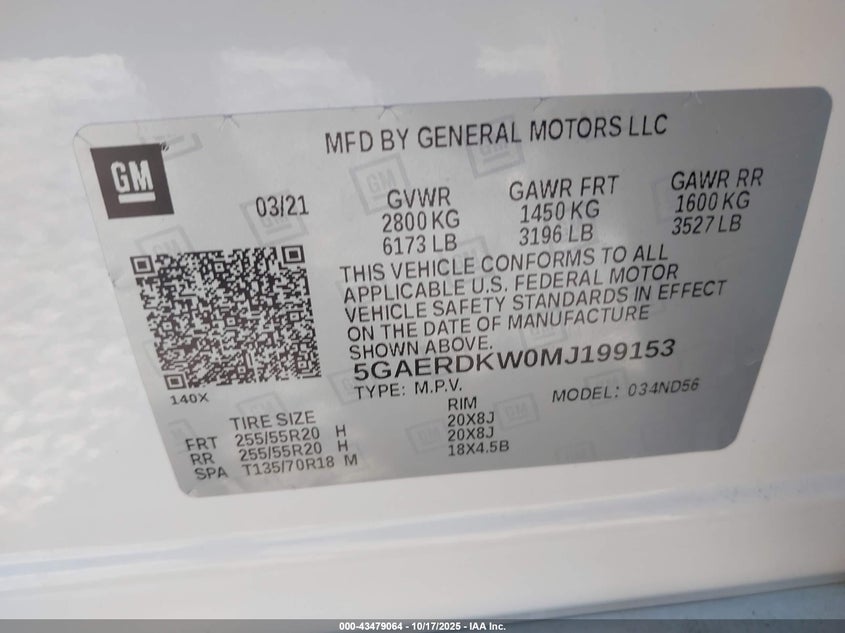 MFD BY GENERAL MOTORS LLC
GM
03/21
GVWR GAWR FRT GAWR RR
2800 KG 1450 KG 1600 KG
6173 LB 3196 LB 3527 LB
THIS VEHICLE CONFORMS TO ALL
APPLICABLE U.S. FEDERAL MOTOR
VEHICLE SAFETY STANDARDS IN EFFECT
ON THE DATE OF MANUFACTURE
SHOWN ABOVE.
5GAERDKW0MJ199153
TYPE: M.P.V. MODEL: 034ND56
140X
TIRE SIZE RIM
FRT 255/55R20 H 20X8J
RR 255/55R20 H 20X8J
SPA T135/70R18 M 18X4.5B
000-43479064 - 10/17/2025 - IAA Inc.